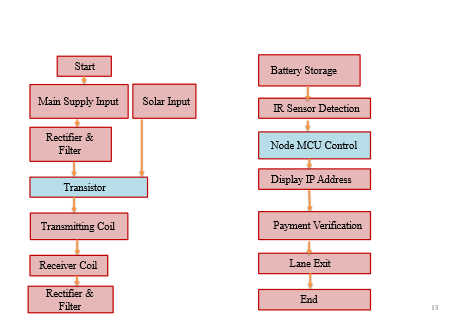 Start
Main Supply Input
Solar Input
Rectifier &
Filter
Transistor
Transmitting Coil
Receiver Coil
Rectifier &
Filter
Battery Storage
IR Sensor Detection
Node MCU Control
Display IP Address
Payment Verification
Lane Exit
End
13